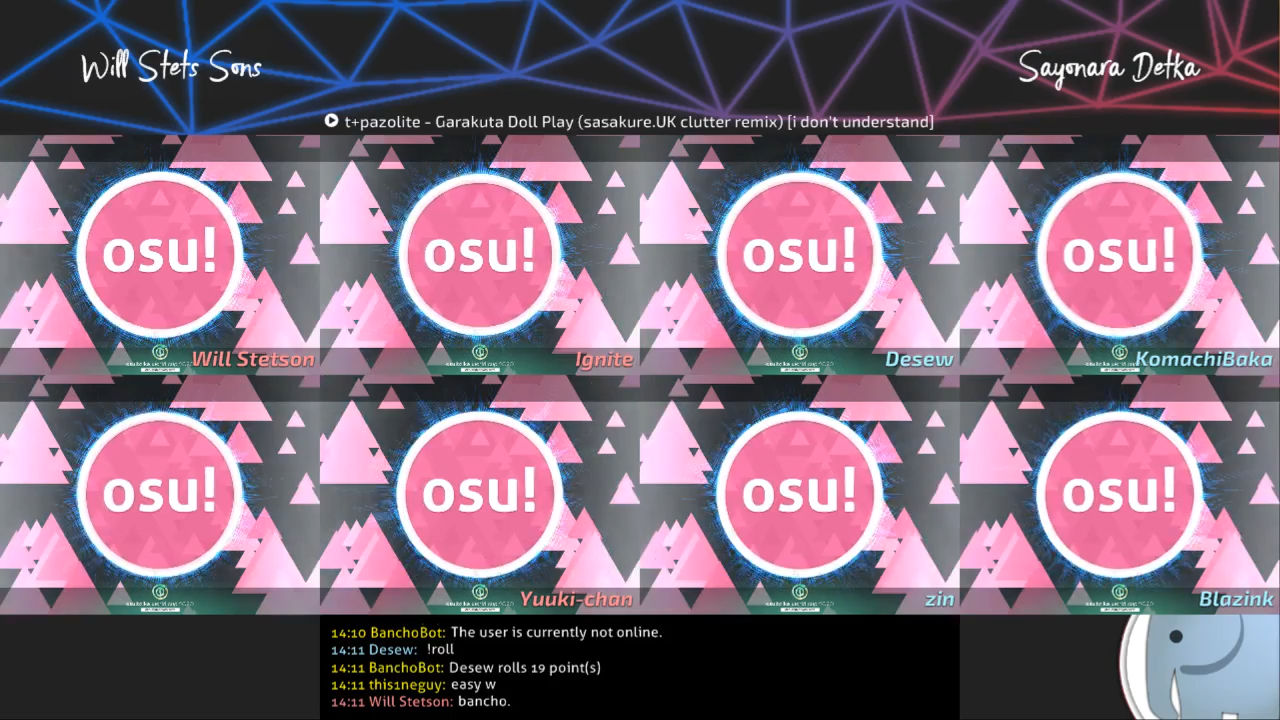 Will Stets Sons
Sayonara Detka
t+pazolite - Garakuta Doll Play (sasakure.UK clutter remix) [i don't understand]
osu!
osu!
osu!
osu!
Will Stetson
Ignite
Desew
KomachiBaka
osu!
osu!
osu!
osu!
Yuuki-chan
zin
Blazink
14:10 BanchoBot: The user is currently not online.
14:11 Desew: !roll
14:11 BanchoBot: Desew rolls 19 point(s)
14:11 this1neguy: easy w
14:11 Will Stetson: bancho.